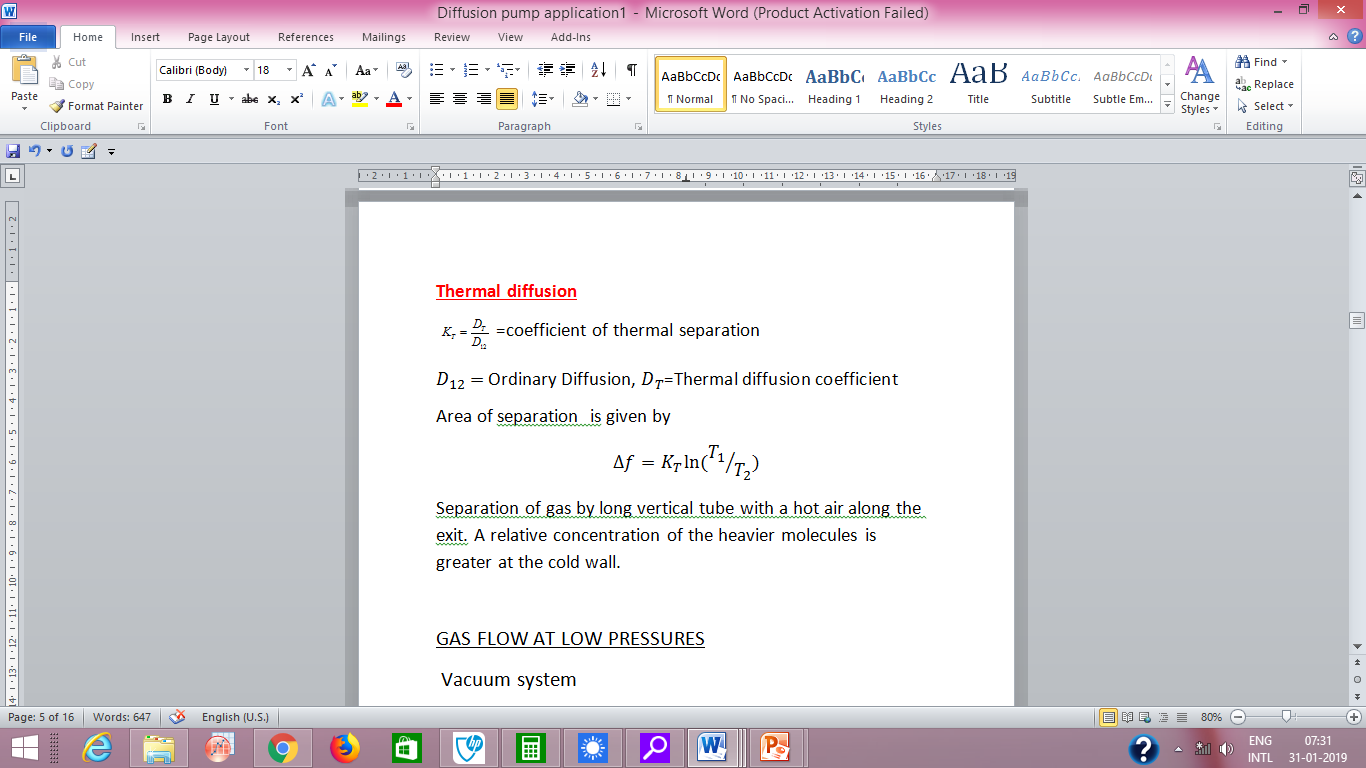 Diffusion pump application1 - Microsoft Word (Product Activation Failed)
File Home Insert Page Layout References Mailings Review View Add-Ins
Paste
Cut
Copy
Format Painter
Clipboard
Calibri (Body) 18
Font
Paragraph
AaBbCcDc AaBbCcDc AaBbCc AaBbCc AaB AaBbCc. AaBbCcDc
¶ Normal ¶ No Spaci... Heading 1 Heading 2 Title Subtitle Subtle Em...
Change Styles
Styles
Find
Replace
Select
Editing
Thermal diffusion
K_T = D_T/D_12 =coefficient of thermal separation
D_12 = Ordinary Diffusion, D_T=Thermal diffusion coefficient
Area of separation is given by
Δf = K_T ln(T_1/T_2)
Separation of gas by long vertical tube with a hot air along the
exit. A relative concentration of the heavier molecules is
greater at the cold wall.
GAS FLOW AT LOW PRESSURES
Vacuum system
Page: 5 of 16 Words: 647 English (U.S.) 80%
ENG 07:31
INTL 31-01-2019